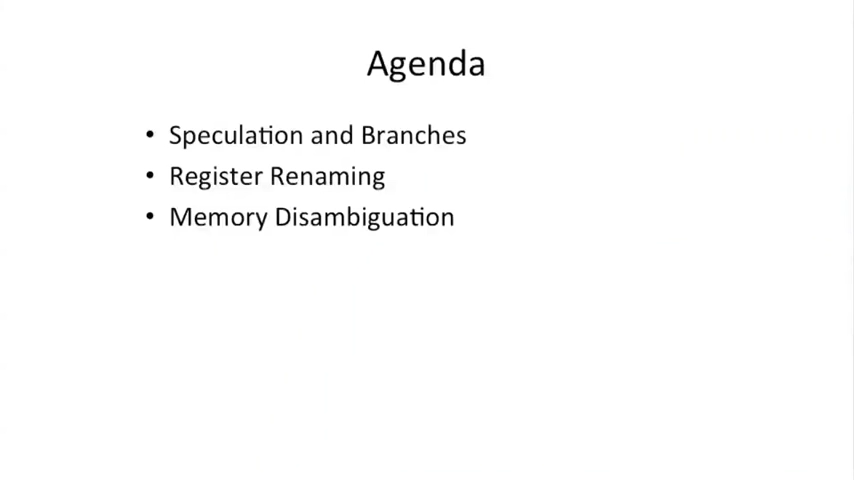 Agenda
• Speculation and Branches
• Register Renaming
• Memory Disambiguation